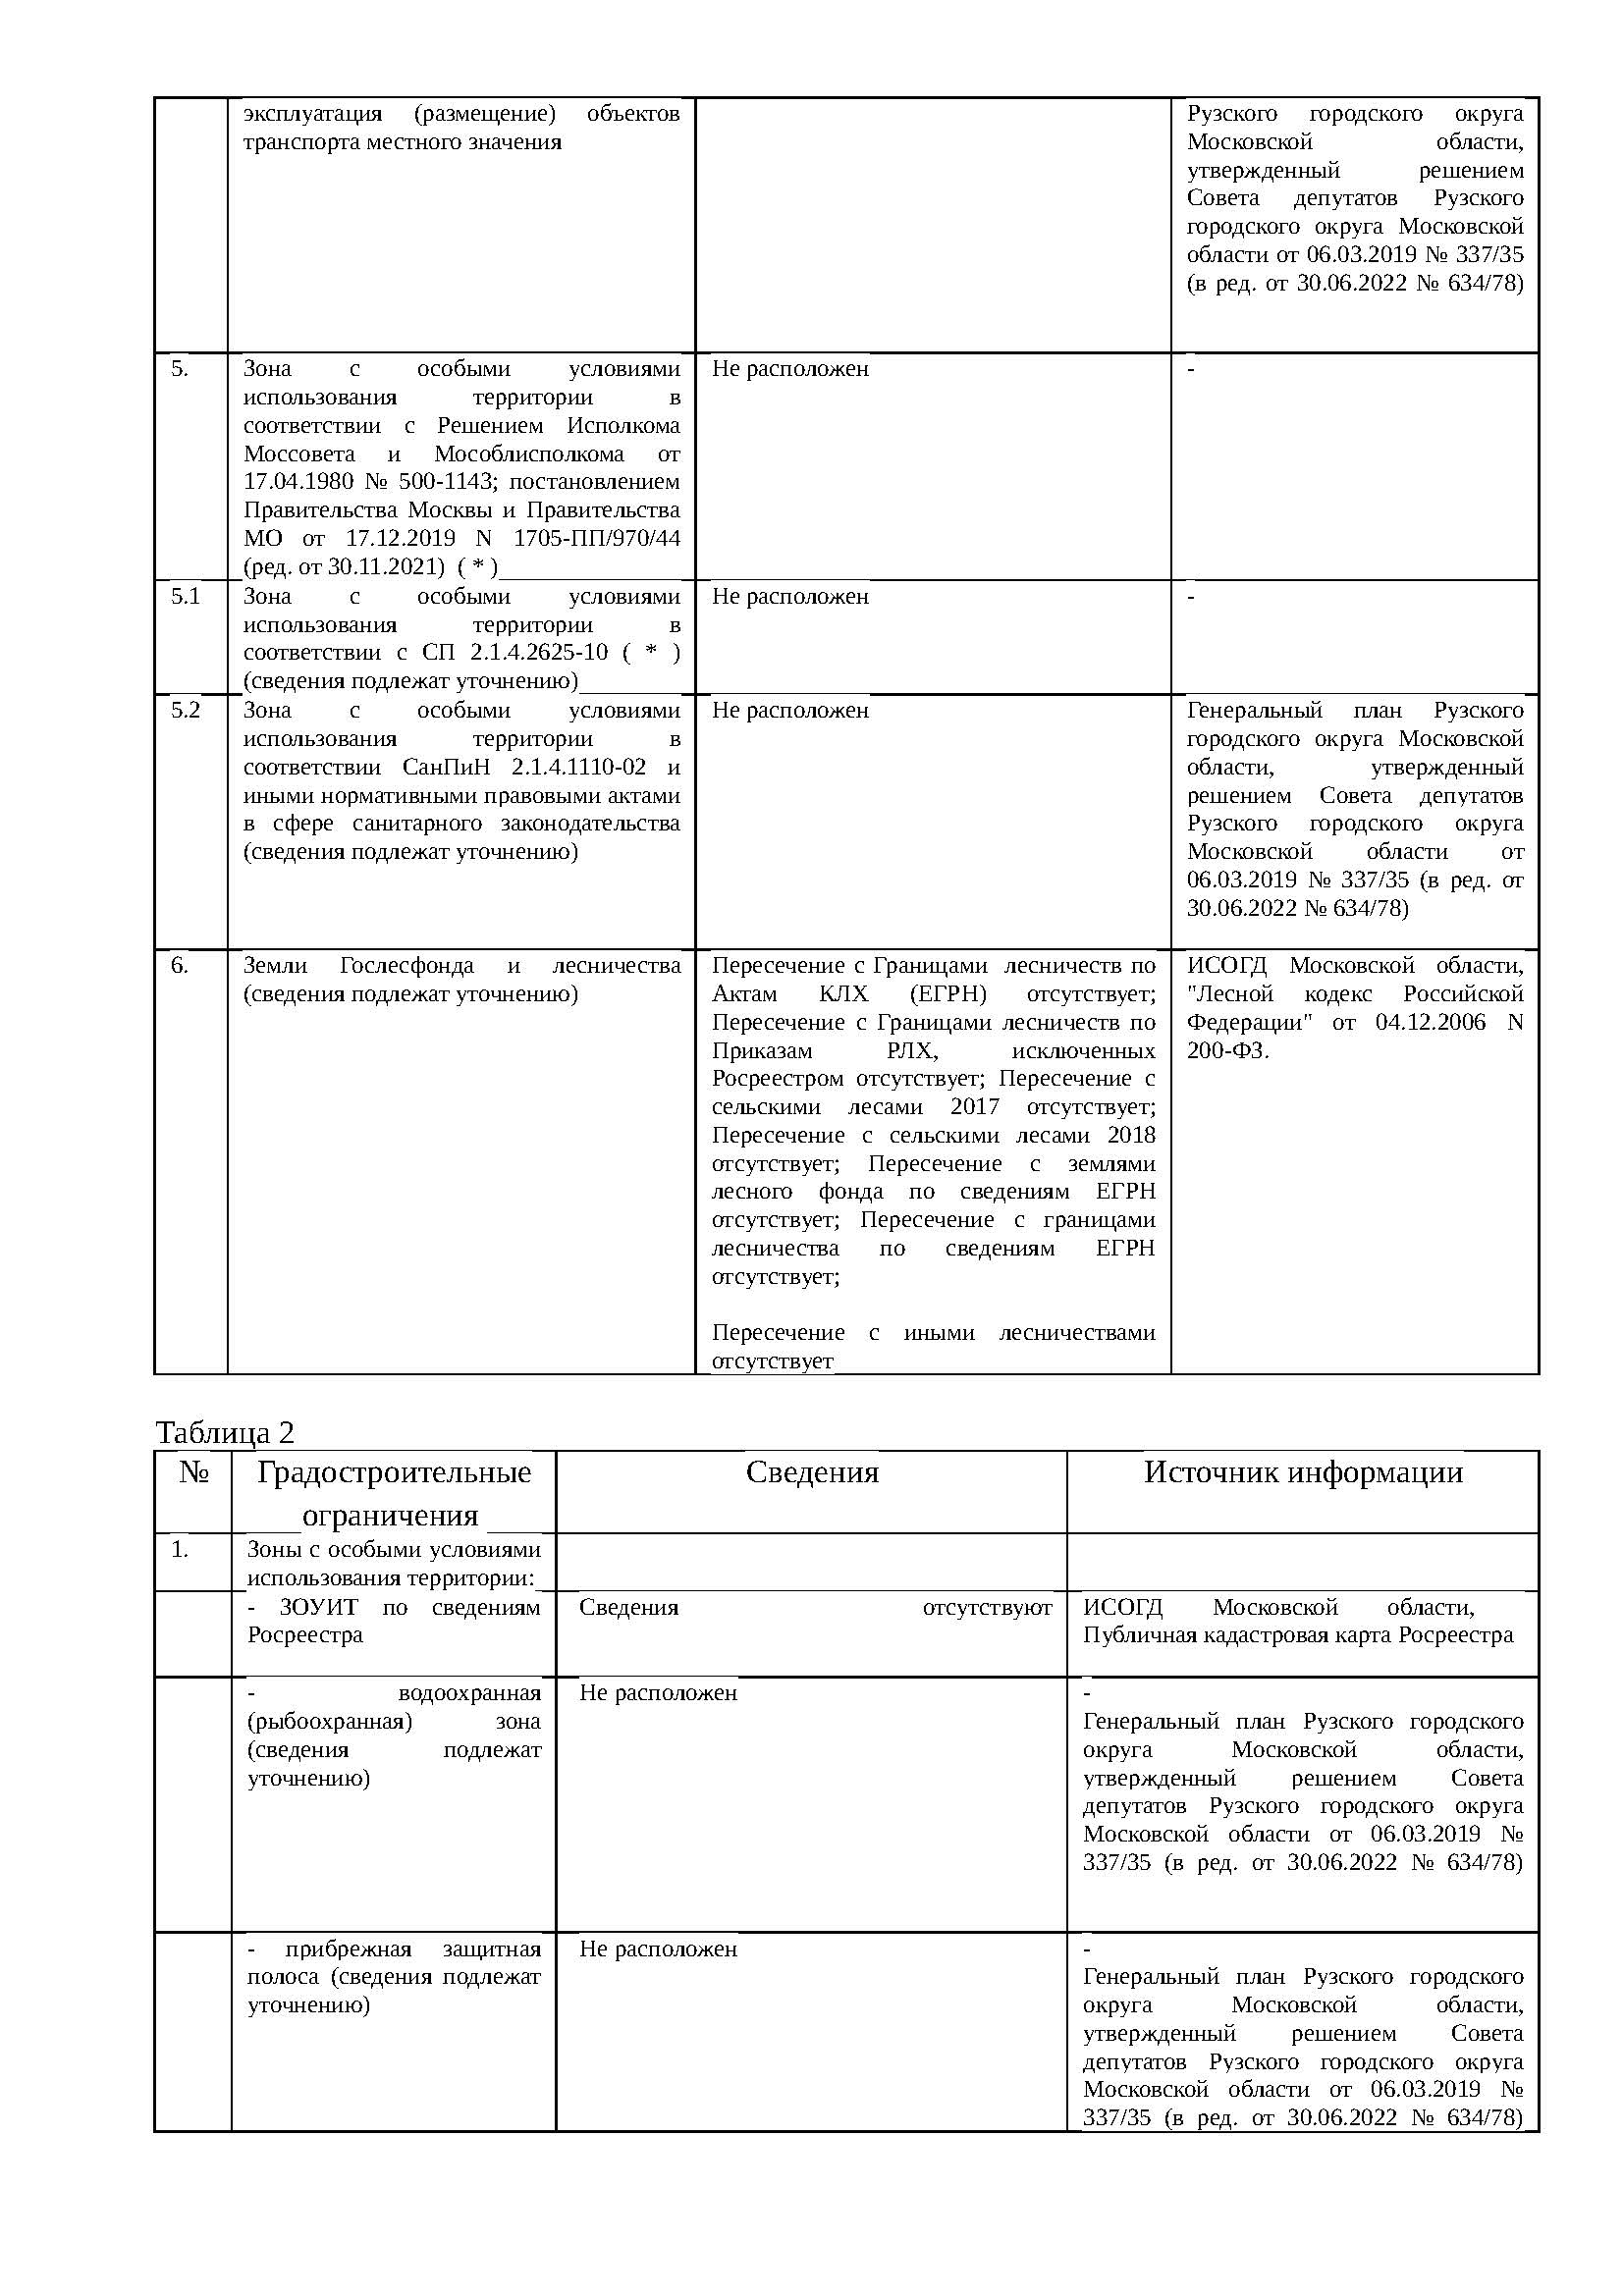 эксплуатация (размещение) объектов
транспорта местного значения
Рузского городского округа
Московской области,
утвержденный решением
Совета депутатов Рузского
городского округа Московской
области от 06.03.2019 № 337/35
(в ред. от 30.06.2022 № 634/78)
5.
Зона с особыми условиями
использования территории в
соответствии с Решением Исполкома
Моссовета и Мособлисполкома от
17.04.1980 № 500-1143; постановлением
Правительства Москвы и Правительства
МО от 17.12.2019 N 1705-ПП/970/44
(ред. от 30.11.2021) ( * )
Не расположен
-
5.1
Зона с особыми условиями
использования территории в
соответствии с СП 2.1.4.2625-10 ( * )
(сведения подлежат уточнению)
Не расположен
-
5.2
Зона с особыми условиями
использования территории в
соответствии СанПиН 2.1.4.1110-02 и
иными нормативными правовыми актами
в сфере санитарного законодательства
(сведения подлежат уточнению)
Не расположен
Генеральный план Рузского
городского округа Московской
области, утвержденный
решением Совета депутатов
Рузского городского округа
Московской области от
06.03.2019 № 337/35 (в ред. от
30.06.2022 № 634/78)
6.
Земли Гослесфонда и лесничества
(сведения подлежат уточнению)
Пересечение с Границами лесничеств по
Актам КЛХ (ЕГРН) отсутствует;
Пересечение с Границами лесничеств по
Приказам РЛХ, исключенных
Росреестром отсутствует; Пересечение с
сельскими лесами 2017 отсутствует;
Пересечение с сельскими лесами 2018
отсутствует; Пересечение с землями
лесного фонда по сведениям ЕГРН
отсутствует; Пересечение с границами
лесничества по сведениям ЕГРН
отсутствует;
Пересечение с иными лесничествами
отсутствует
ИСОГД Московской области,
"Лесной кодекс Российской
Федерации" от 04.12.2006 N
200-ФЗ.
Таблица 2
№
Градостроительные
ограничения
Сведения
Источник информации
1.
Зоны с особыми условиями
использования территории:
- ЗОУИТ по сведениям
Росреестра
Сведения отсутствуют
ИСОГД Московской области,
Публичная кадастровая карта Росреестра
- водоохранная
(рыбоохранная) зона
(сведения подлежат
уточнению)
Не расположен
-
Генеральный план Рузского городского
округа Московской области,
утвержденный решением Совета
депутатов Рузского городского округа
Московской области от 06.03.2019 №
337/35 (в ред. от 30.06.2022 № 634/78)
- прибрежная защитная
полоса (сведения подлежат
уточнению)
Не расположен
-
Генеральный план Рузского городского
округа Московской области,
утвержденный решением Совета
депутатов Рузского городского округа
Московской области от 06.03.2019 №
337/35 (в ред. от 30.06.2022 № 634/78)